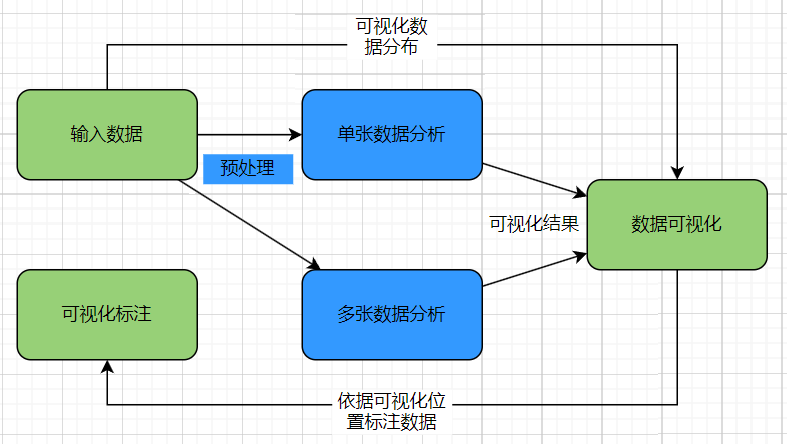 可视化数
据分布
输入数据
单张数据分析
预处理
可视化结果
数据可视化
可视化标注
多张数据分析
依据可视化位
置标注数据